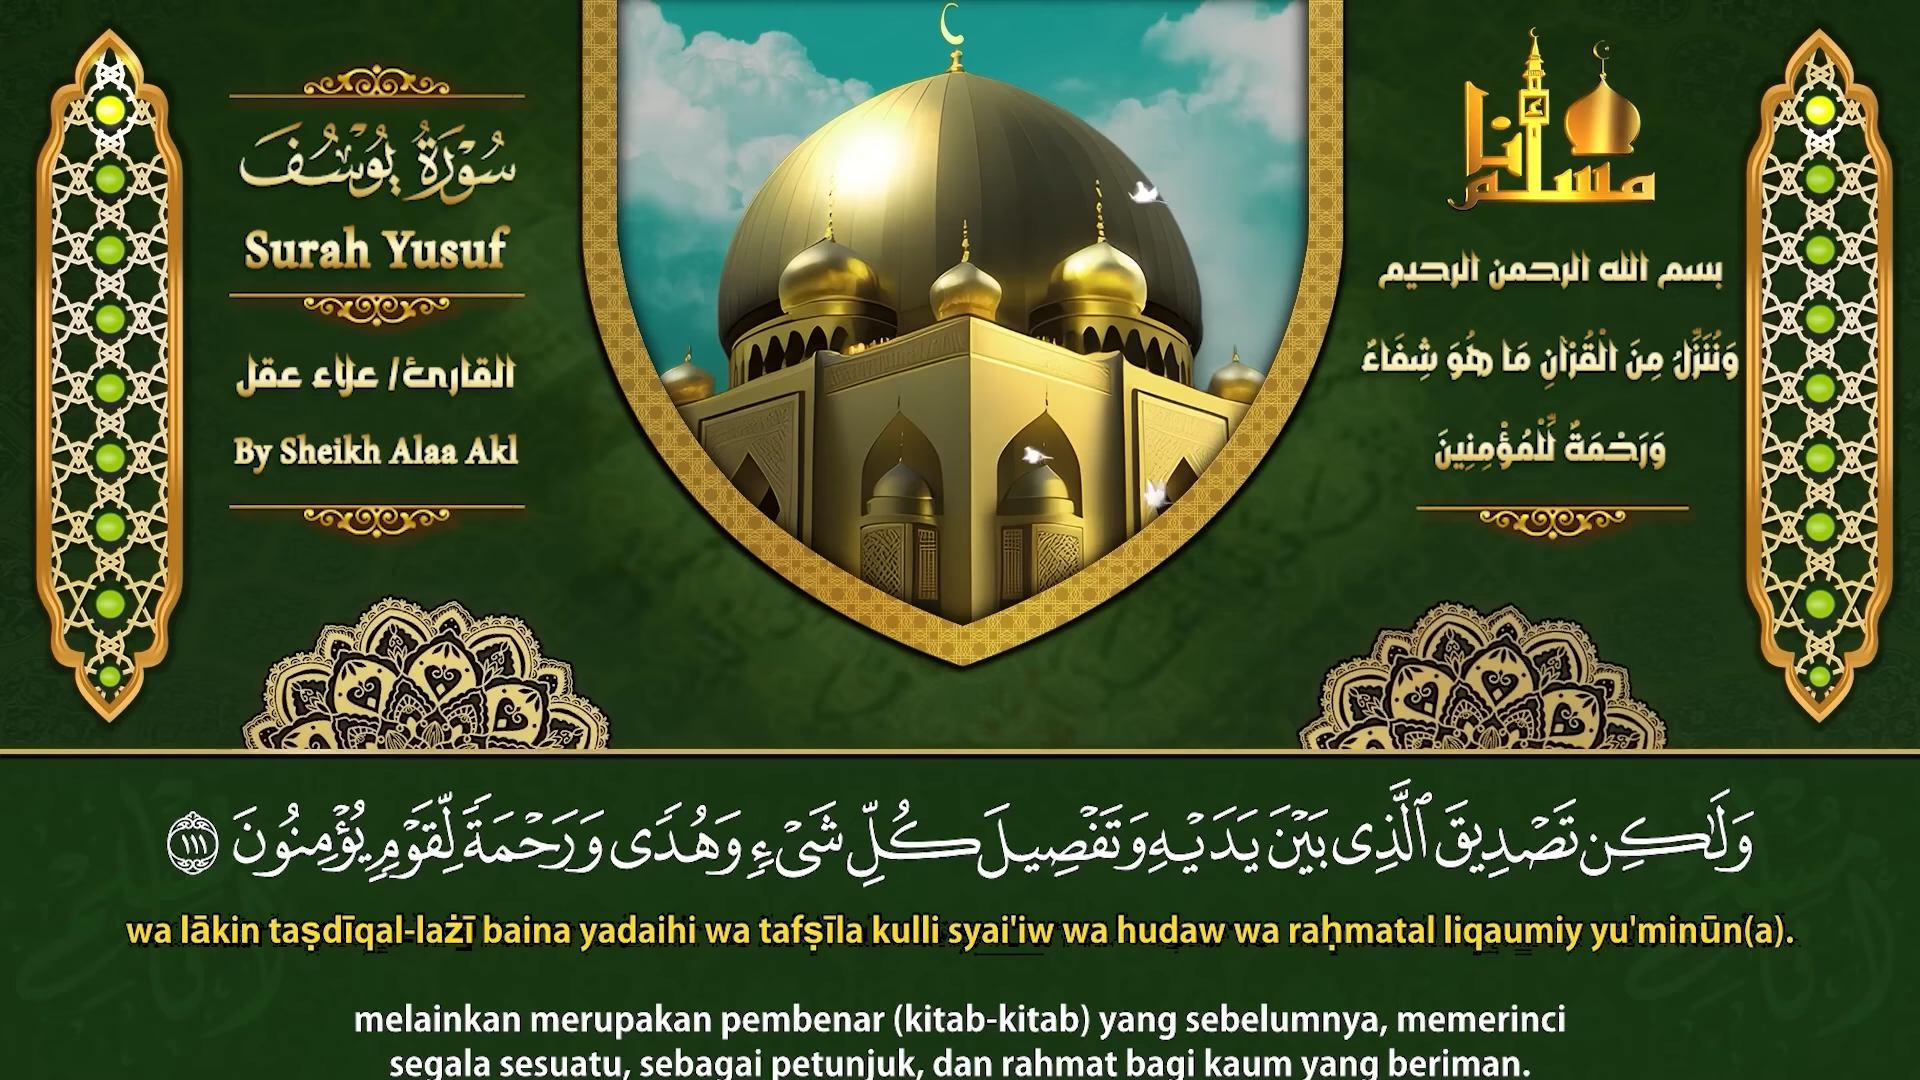 سُورَةُ يُوسُفَ
Surah Yusuf
القارئ/ علاء عقل
By Sheikh Alaa Akl
أنا مسلم
بسم الله الرحمن الرحيم
وَنُنَزِّلُ مِنَ الْقُرْآنِ مَا هُوَ شِفَاءٌ
وَرَحْمَةٌ لِّلْمُؤْمِنِينَ
وَلَٰكِن تَصْدِيقَ ٱلَّذِى بَيْنَ يَدَيْهِ وَتَفْصِيلَ كُلِّ شَىْءٍ وَهُدًى وَرَحْمَةً لِّقَوْمٍ يُؤْمِنُونَ ١١١
wa lākin taṣdīqal-lażī baina yadaihi wa tafṣīla kulli syai'iw wa hudaw wa raḥmatal liqaumiy yu'minūn(a).
melainkan merupakan pembenar (kitab-kitab) yang sebelumnya, memerinci
segala sesuatu, sebagai petunjuk, dan rahmat bagi kaum yang beriman.